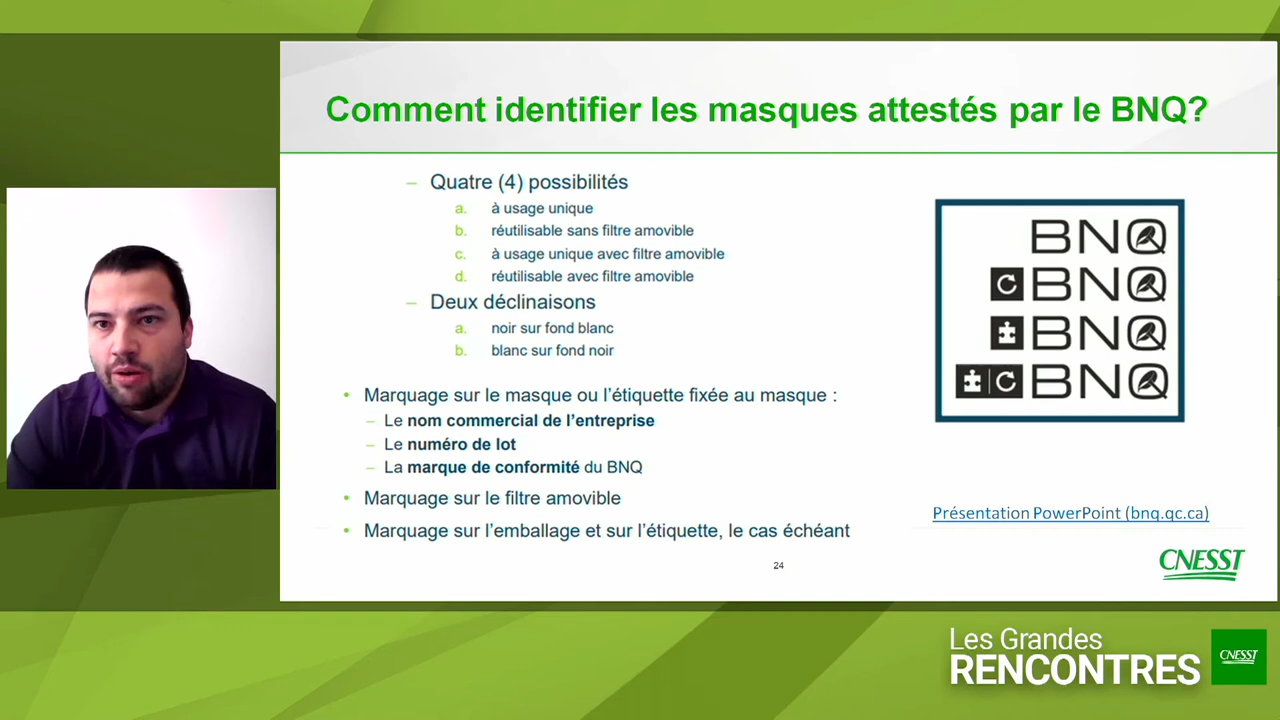 Comment identifier les masques attestés par le BNQ?
– Quatre (4) possibilités
a. à usage unique
b. réutilisable sans filtre amovible
c. à usage unique avec filtre amovible
d. réutilisable avec filtre amovible
– Deux déclinaisons
a. noir sur fond blanc
b. blanc sur fond noir
• Marquage sur le masque ou l’étiquette fixée au masque :
– Le nom commercial de l’entreprise
– Le numéro de lot
– La marque de conformité du BNQ
• Marquage sur le filtre amovible
• Marquage sur l’emballage et sur l’étiquette, le cas échéant
BNQ
BNQ
BNQ
BNQ
Présentation PowerPoint (bnq.qc.ca)
CNESST
24
Les Grandes
RENCONTRES
CNESST